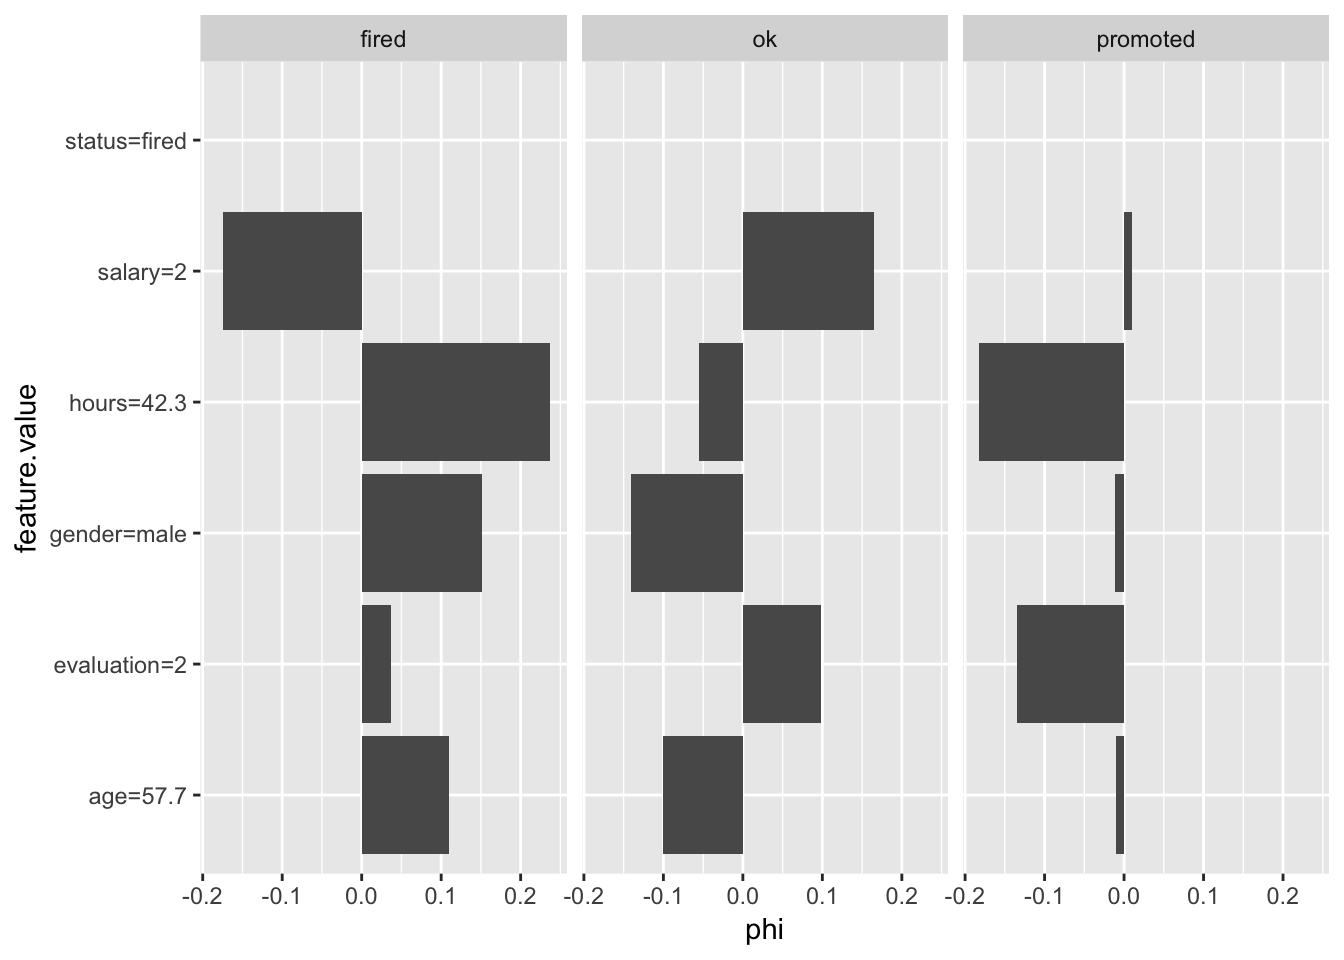 fired ok promoted
status=fired
salary=2
hours=42.3
gender=male
evaluation=2
age=57.7
feature.value
-0.2 -0.1 0.0 0.1 0.2 -0.2 -0.1 0.0 0.1 0.2 -0.2 -0.1 0.0 0.1 0.2
phi